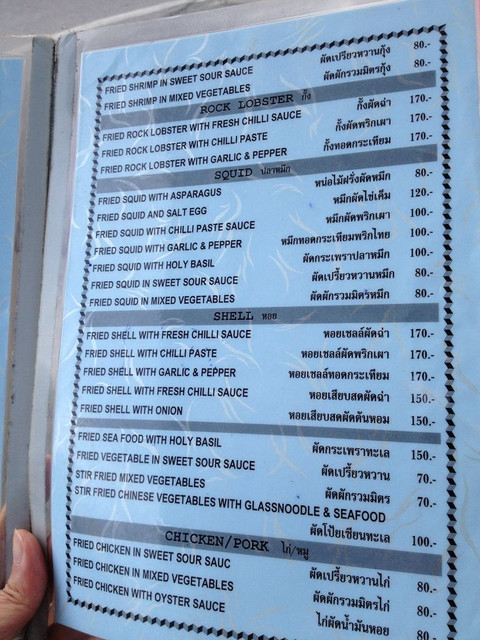 FRIED SHRIMP IN SWEET SOUR SAUCE ผัดเปรียวหวานกุ้ง 80.-
FRIED SHRIMP IN MIXED VEGETABLES ผัดผักรวมมิตรกุ้ง 80.-
ROCK LOBSTER กั้ง
FRIED ROCK LOBSTER WITH FRESH CHILLI SAUCE กั้งผัดฉ่า 170.-
FRIED ROCK LOBSTER WITH CHILLI PASTE กั้งผัดพริกเผา 170.-
FRIED ROCK LOBSTER WITH GARLIC & PEPPER กั้งทอดกระเทียม 170.-
SQUID ปลาหมึก
FRIED SQUID WITH ASPARAGUS หน่อไม้ฝรั่งผัดหมึก 80.-
FRIED SQUID AND SALT EGG หมึกผัดไข่เค็ม 120.-
FRIED SQUID WITH CHILLI PASTE SAUCE หมึกผัดพริกเผา 100.-
FRIED SQUID WITH GARLIC & PEPPER หมึกทอดกระเทียมพริกไทย 100.-
FRIED SQUID WITH HOLY BASIL ผัดกระเพราปลาหมึก 100.-
FRIED SQUID IN SWEET SOUR SAUCE ผัดเปรี้ยวหวานหมึก 80.-
FRIED SQUID IN MIXED VEGETABLES ผัดผักรวมมิตรหมึก 80.-
SHELL หอย
FRIED SHELL WITH FRESH CHILLI SAUCE หอยเชลล์ผัดฉ่า 170.-
FRIED SHELL WITH CHILLI PASTE หอยเชลล์ผัดพริกเผา 170.-
FRIED SHELL WITH GARLIC & PEPPER หอยเชลล์ทอดกระเทียม 170.-
FRIED SHELL WITH FRESH CHILLI SAUCE หอยเสียบสดผัดฉ่า 150.-
FRIED SHELL WITH ONION หอยเสียบสดผัดต้นหอม 150.-
FRIED SEA FOOD WITH HOLY BASIL ผัดกระเพราทะเล 150.-
FRIED VEGETABLE IN SWEET SOUR SAUCE ผัดเปรี้ยวหวาน 70.-
STIR FRIED MIXED VEGETABLES ผัดผักรวมมิตร 70.-
STIR FRIED CHINESE VEGETABLES WITH GLASSNOODLE & SEAFOOD
ผัดโป๊ยเซียนทะเล 100.-
CHICKEN/PORK ไก่/หมู
FRIED CHICKEN IN SWEET SOUR SAUC ผัดเปรี้ยวหวานไก่ 80.-
FRIED CHICKEN IN MIXED VEGETABLES ผัดผักรวมมิตรไก่ 80.-
FRIED CHICKEN WITH OYSTER SAUCE ไก่ผัดน้ำมันหอย 80.-